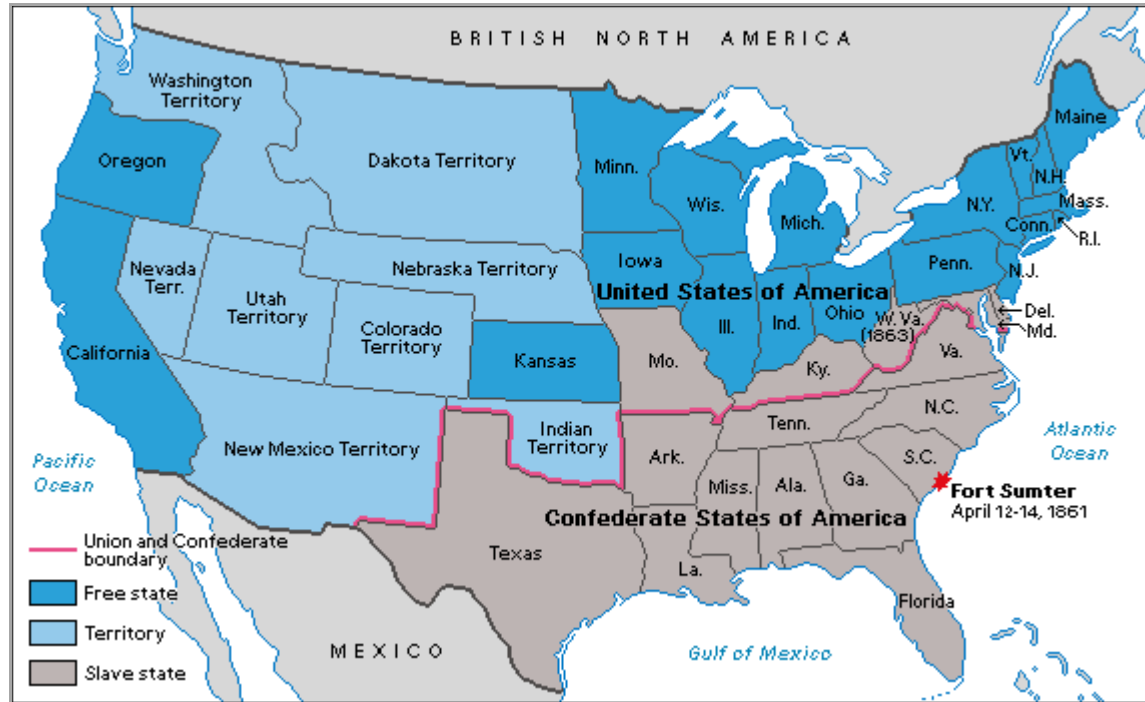 BRITISH NORTH AMERICA
Washington
Territory
Oregon
Dakota Territory
Minn.
Wis.
Mich.
Maine
Vt.
N.H.
N.Y.
Mass.
Conn.
R.I.
Nevada
Terr.
Utah
Territory
Nebraska Territory
Iowa
Penn.
N.J.
United States of America
Colorado
Territory
California
Kansas
Mo.
Ill.
Ind.
Ohio
W. Va.
(1863)
Del.
Md.
Ky.
Va.
New Mexico Territory
Indian
Territory
Tenn.
N.C.
Ark.
S.C.
Miss.
Ala.
Ga.
Pacific
Ocean
Atlantic
Ocean
Fort Sumter
April 12-14, 1861
Confederate States of America
Texas
La.
Florida
MEXICO
Gulf of Mexico
Union and Confederate
boundary
Free state
Territory
Slave state